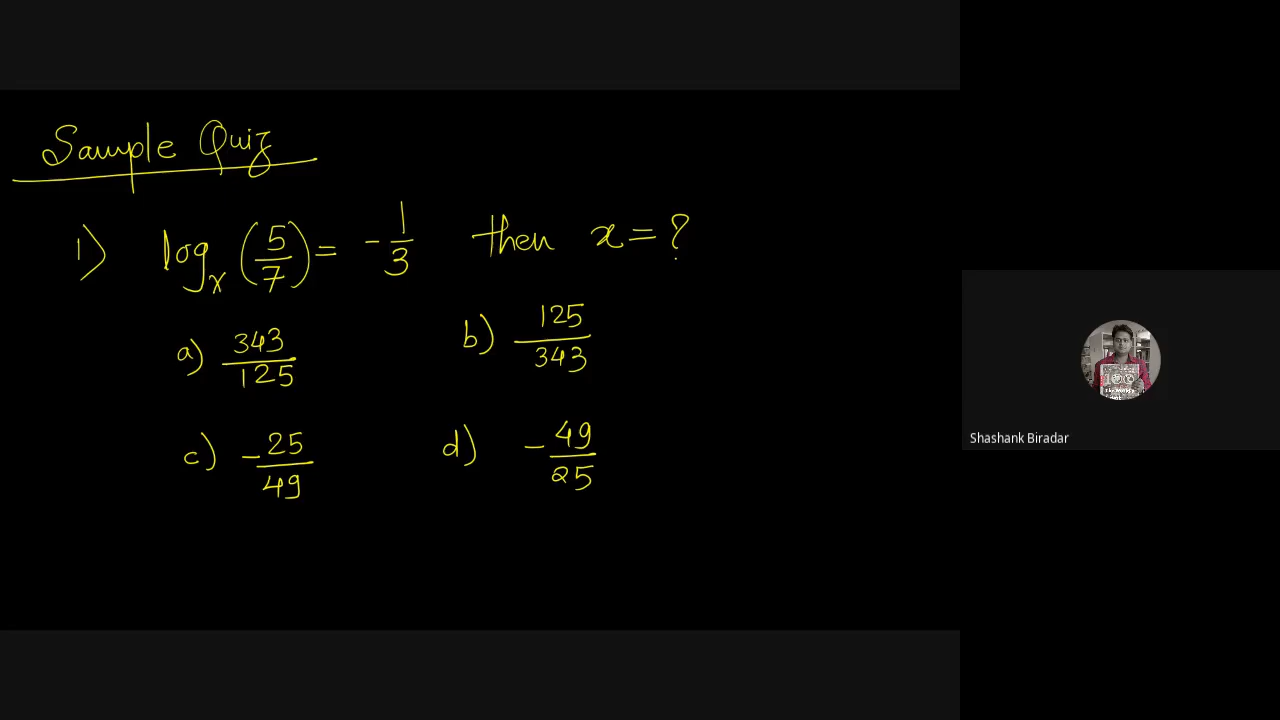 Sample Quiz
1) log_x (5/7) = -1/3 then x = ?
a) 343/125 b) 125/343
c) -25/49 d) -49/25
Shashank Biradar